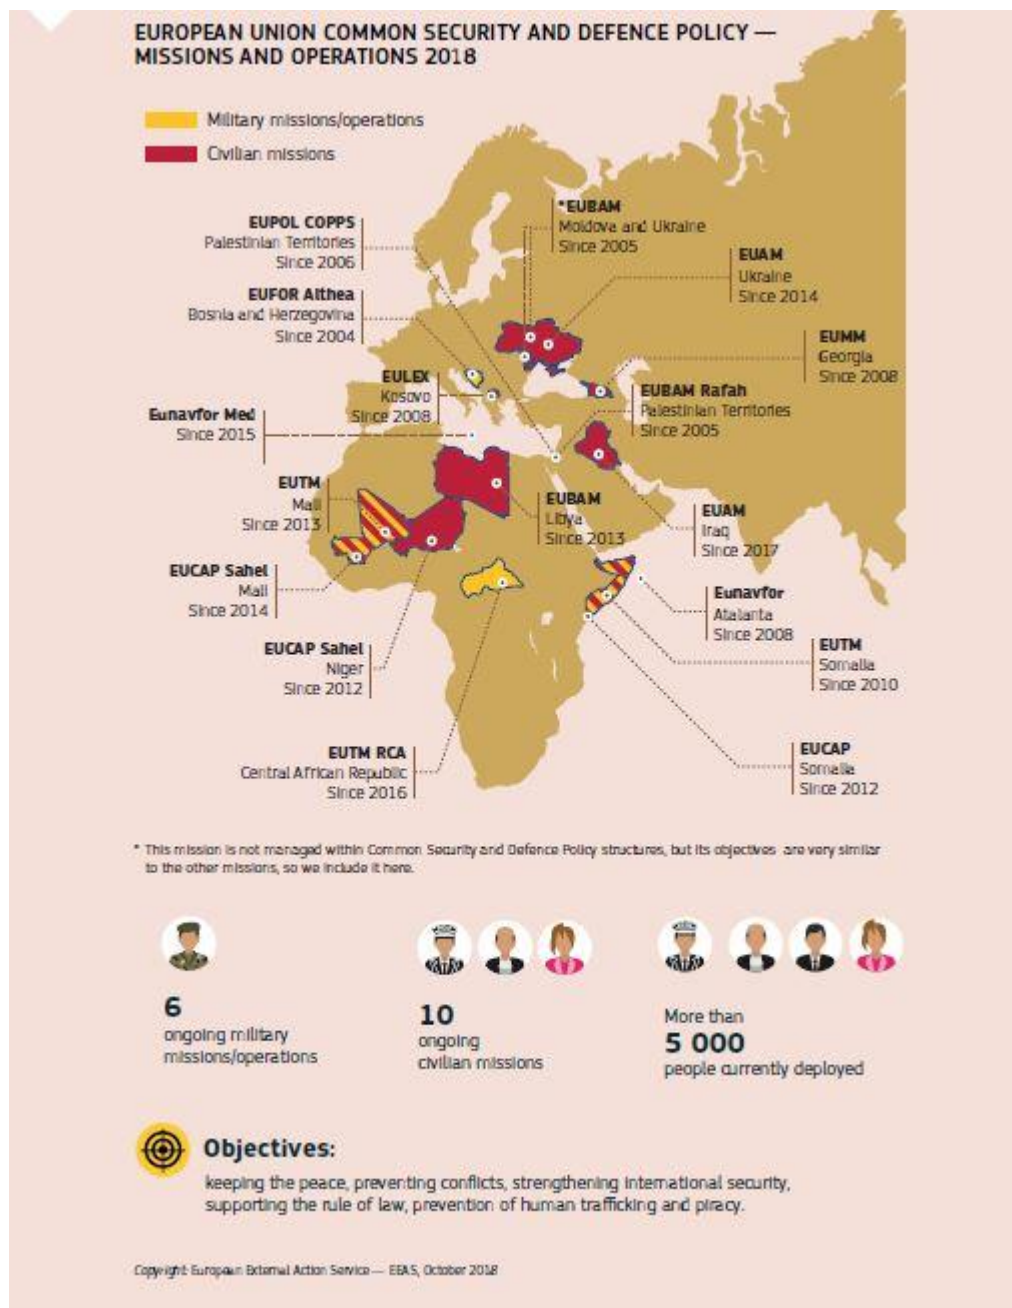 EUROPEAN UNION COMMON SECURITY AND DEFENCE POLICY —
MISSIONS AND OPERATIONS 2018
Military missions/operations
Civilian missions
*EUBAM
Moldova and Ukraine
Since 2005
EUPOL COPPS
Palestinian Territories
Since 2006
EUAM
Ukraine
Since 2014
EUFOR Althea
Bosnia and Herzegovina
Since 2004
EUMM
Georgia
Since 2008
EULEX
Kosovo
Since 2008
EUBAM Rafah
Palestinian Territories
Since 2005
Eunavfor Med
Since 2015
EUTM
Mali
Since 2013
EUBAM
Libya
Since 2013
EUAM
Iraq
Since 2017
EUCAP Sahel
Mali
Since 2014
Eunavfor
Atalanta
Since 2008
EUCAP Sahel
Niger
Since 2012
EUTM
Somalia
Since 2010
EUTM RCA
Central African Republic
Since 2016
EUCAP
Somalia
Since 2012
* This mission is not managed within Common Security and Defence Policy structures, but its objectives are very similar
to the other missions, so we include it here.
6
ongoing military
missions/operations
10
ongoing
civilian missions
More than
5 000
people currently deployed
Objectives:
keeping the peace, preventing conflicts, strengthening international security,
supporting the rule of law, prevention of human trafficking and piracy.
Copyright: European External Action Service — EEAS, October 2018